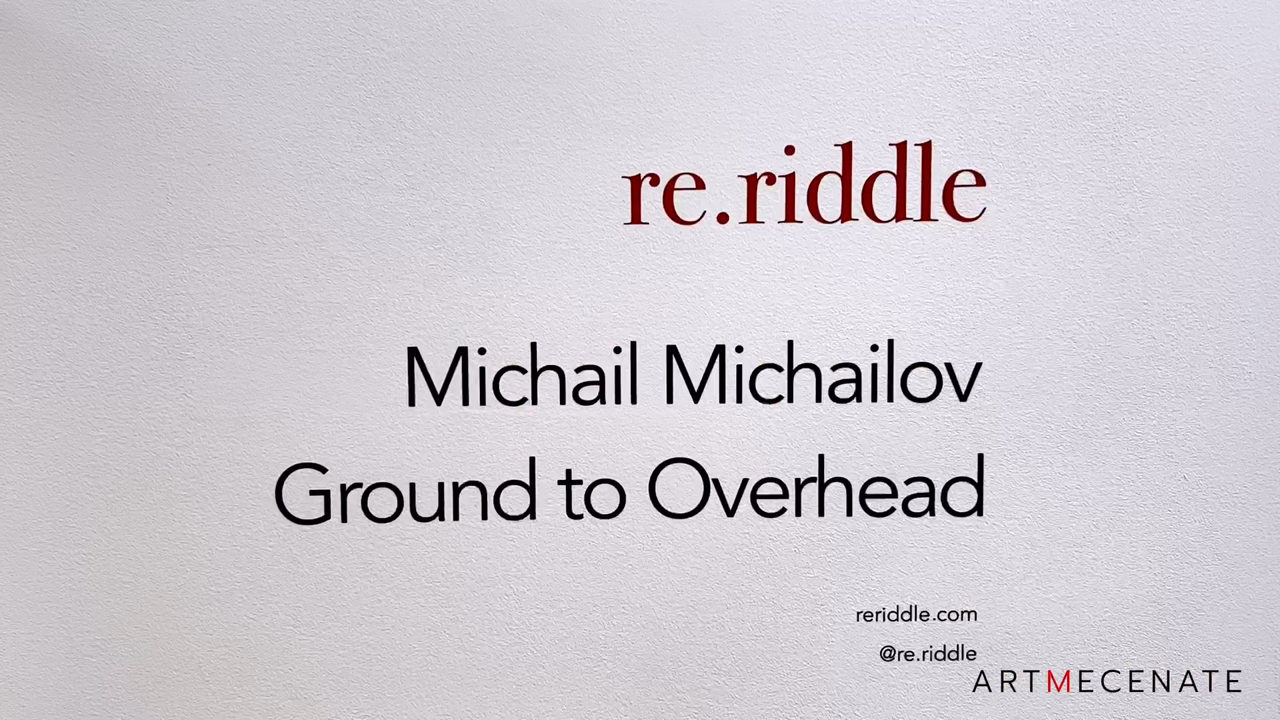 re.riddle
Michail Michailov
Ground to Overhead
reriddle.com
@re.riddle
ARTMECENATE